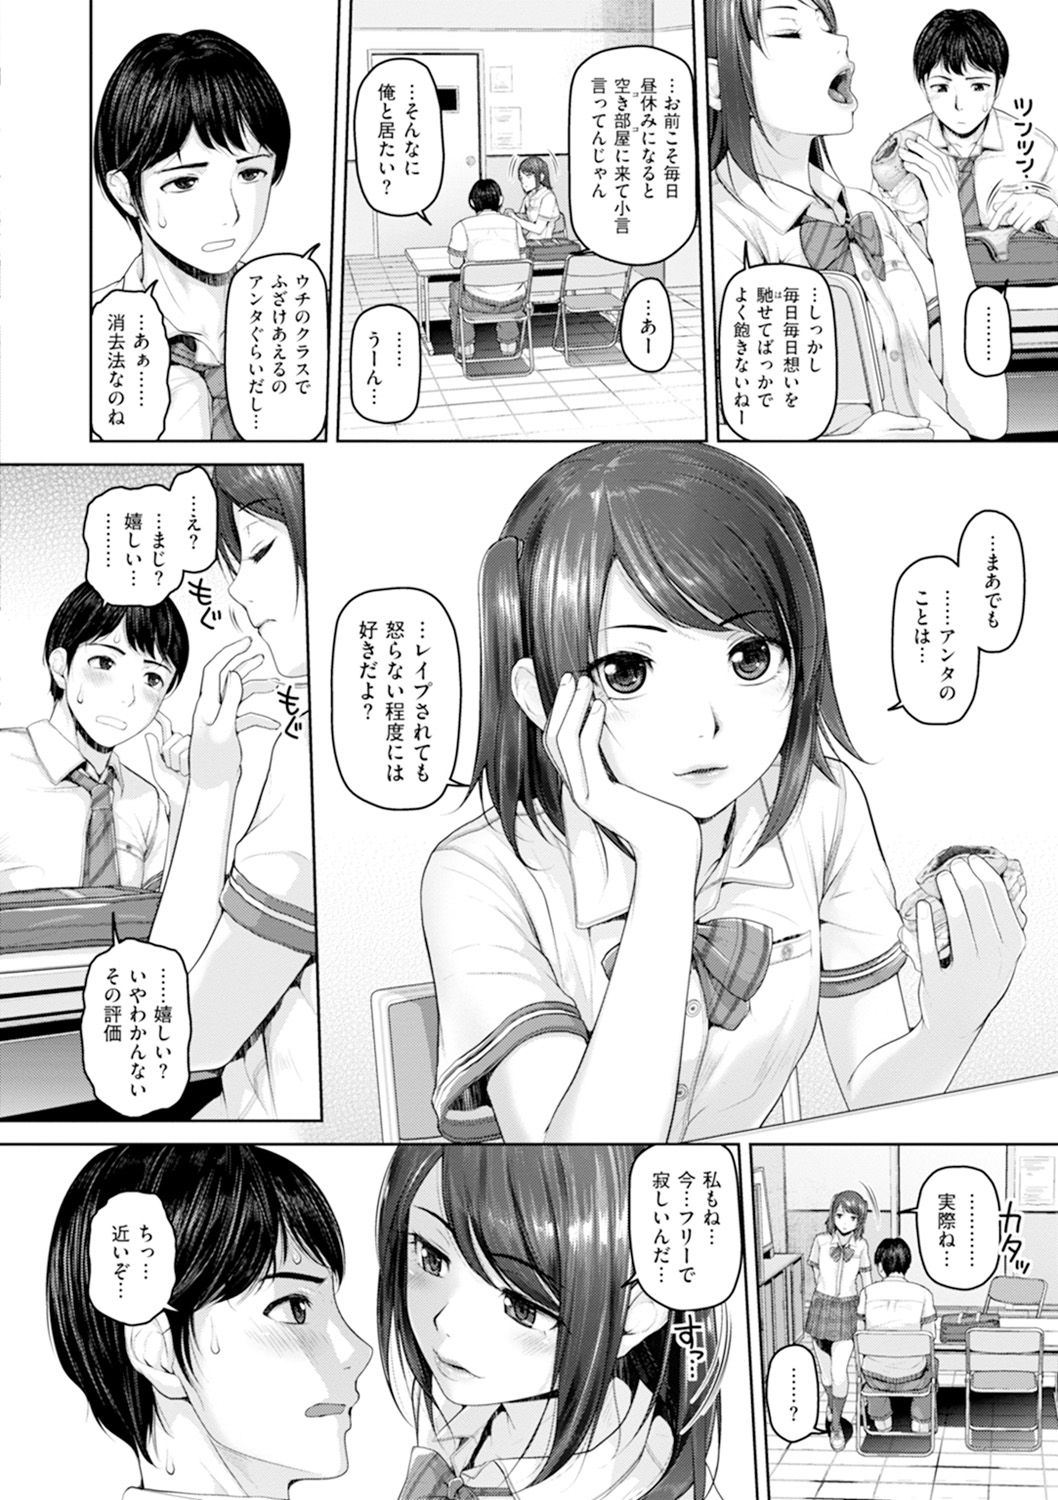 ツンツン…
………
…しっかし
毎日毎日想いを
馳せてばっかで
よく飽きないねー
…お前こそ毎日
昼休みになると
空き部屋に来て小言
言ってんじゃん
…あー
…そんなに
俺と居たい？
……
うーん…
ウチのクラスで
ふざけあえるの
アンタぐらいだし…
…あぁ……
消去法なのね
…まあでも
……アンタの
ことは…
…レイプされても
怒らない程度には
好きだよ？
…え？
…まじ？
嬉しい…
………
もぐ
もぐ
……嬉しい？
いやわかんない
その評価
…………
実際ね…
カタッ
……？
私もね…
今…フリーで
寂しいんだ…
すっ…
ちっ…
近いぞ…